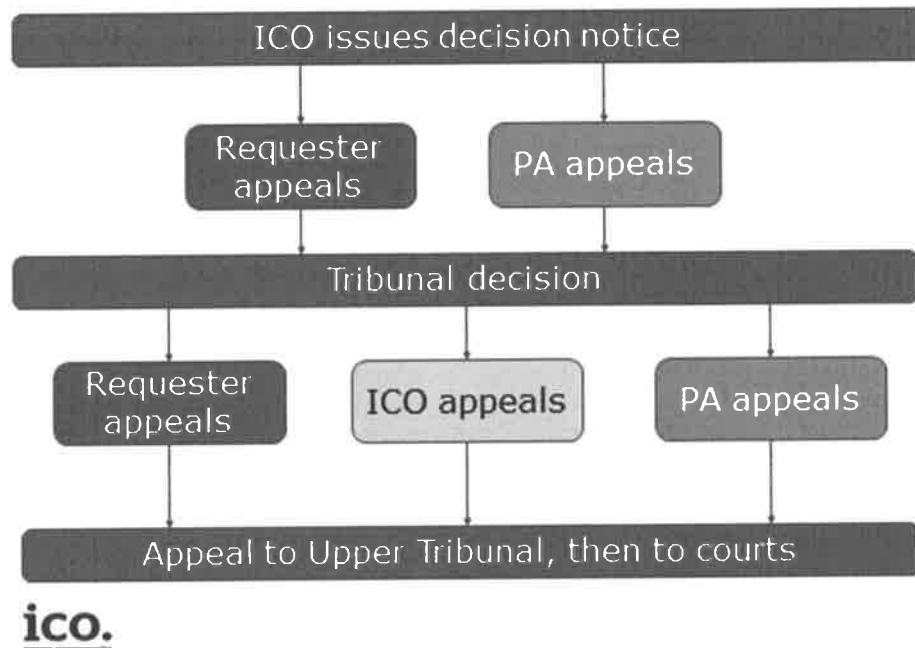 ICO issues decision notice
Requester
appeals
PA appeals
Tribunal decision
Requester
appeals
ICO appeals
PA appeals
Appeal to Upper Tribunal, then to courts
ico.